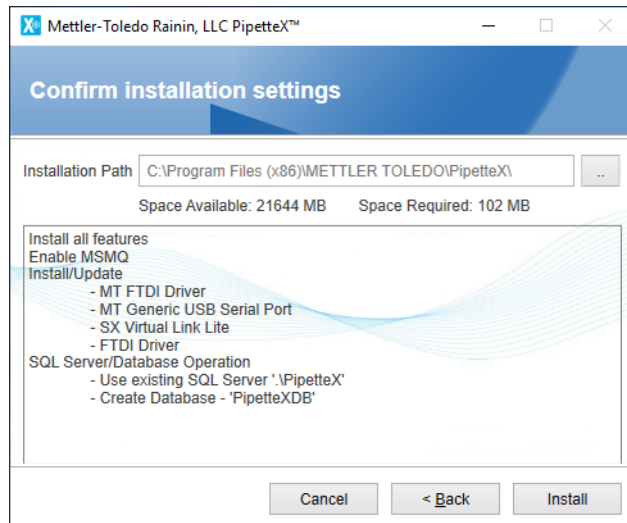 Mettler-Toledo Rainin, LLC PipetteX™
Confirm installation settings
Installation Path C:\Program Files (x86)\METTLER TOLEDO\PipetteX\ ..
Space Available: 21644 MB Space Required: 102 MB
Install all features
Enable MSMQ
Install/Update
- MT FTDI Driver
- MT Generic USB Serial Port
- SX Virtual Link Lite
- FTDI Driver
SQL Server/Database Operation
- Use existing SQL Server '.\PipetteX'
- Create Database - 'PipetteXDB'
Cancel < Back Install